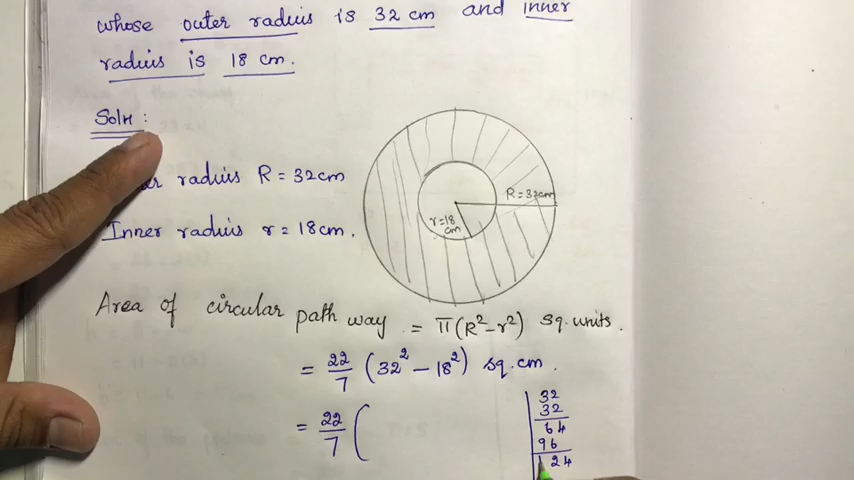 whose outer radius is 32 cm and inner
radius is 18 cm.
Soln :
radius R = 32cm
R = 32cm
r=18
cm
Inner radius r = 18cm.
Area of circular path way = π(R²-r²) sq.units.
= 22/7 (32² - 18²) sq.cm.
= 22/7 (
32
32
64
96
24